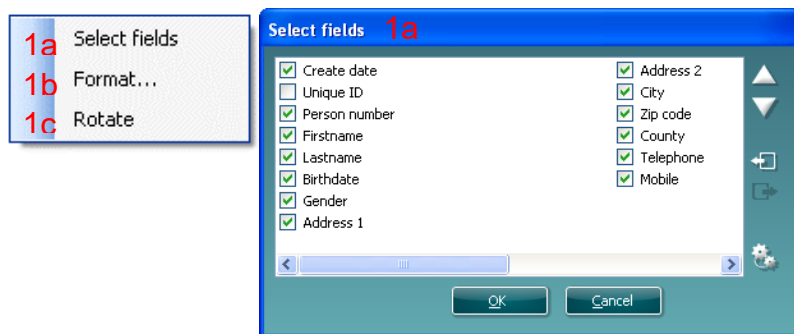 1a Select fields
1b Format...
1c Rotate
Select fields 1a
Create date
Unique ID
Person number
Firstname
Lastname
Birthdate
Gender
Address 1
Address 2
City
Zip code
County
Telephone
Mobile
OK
Cancel